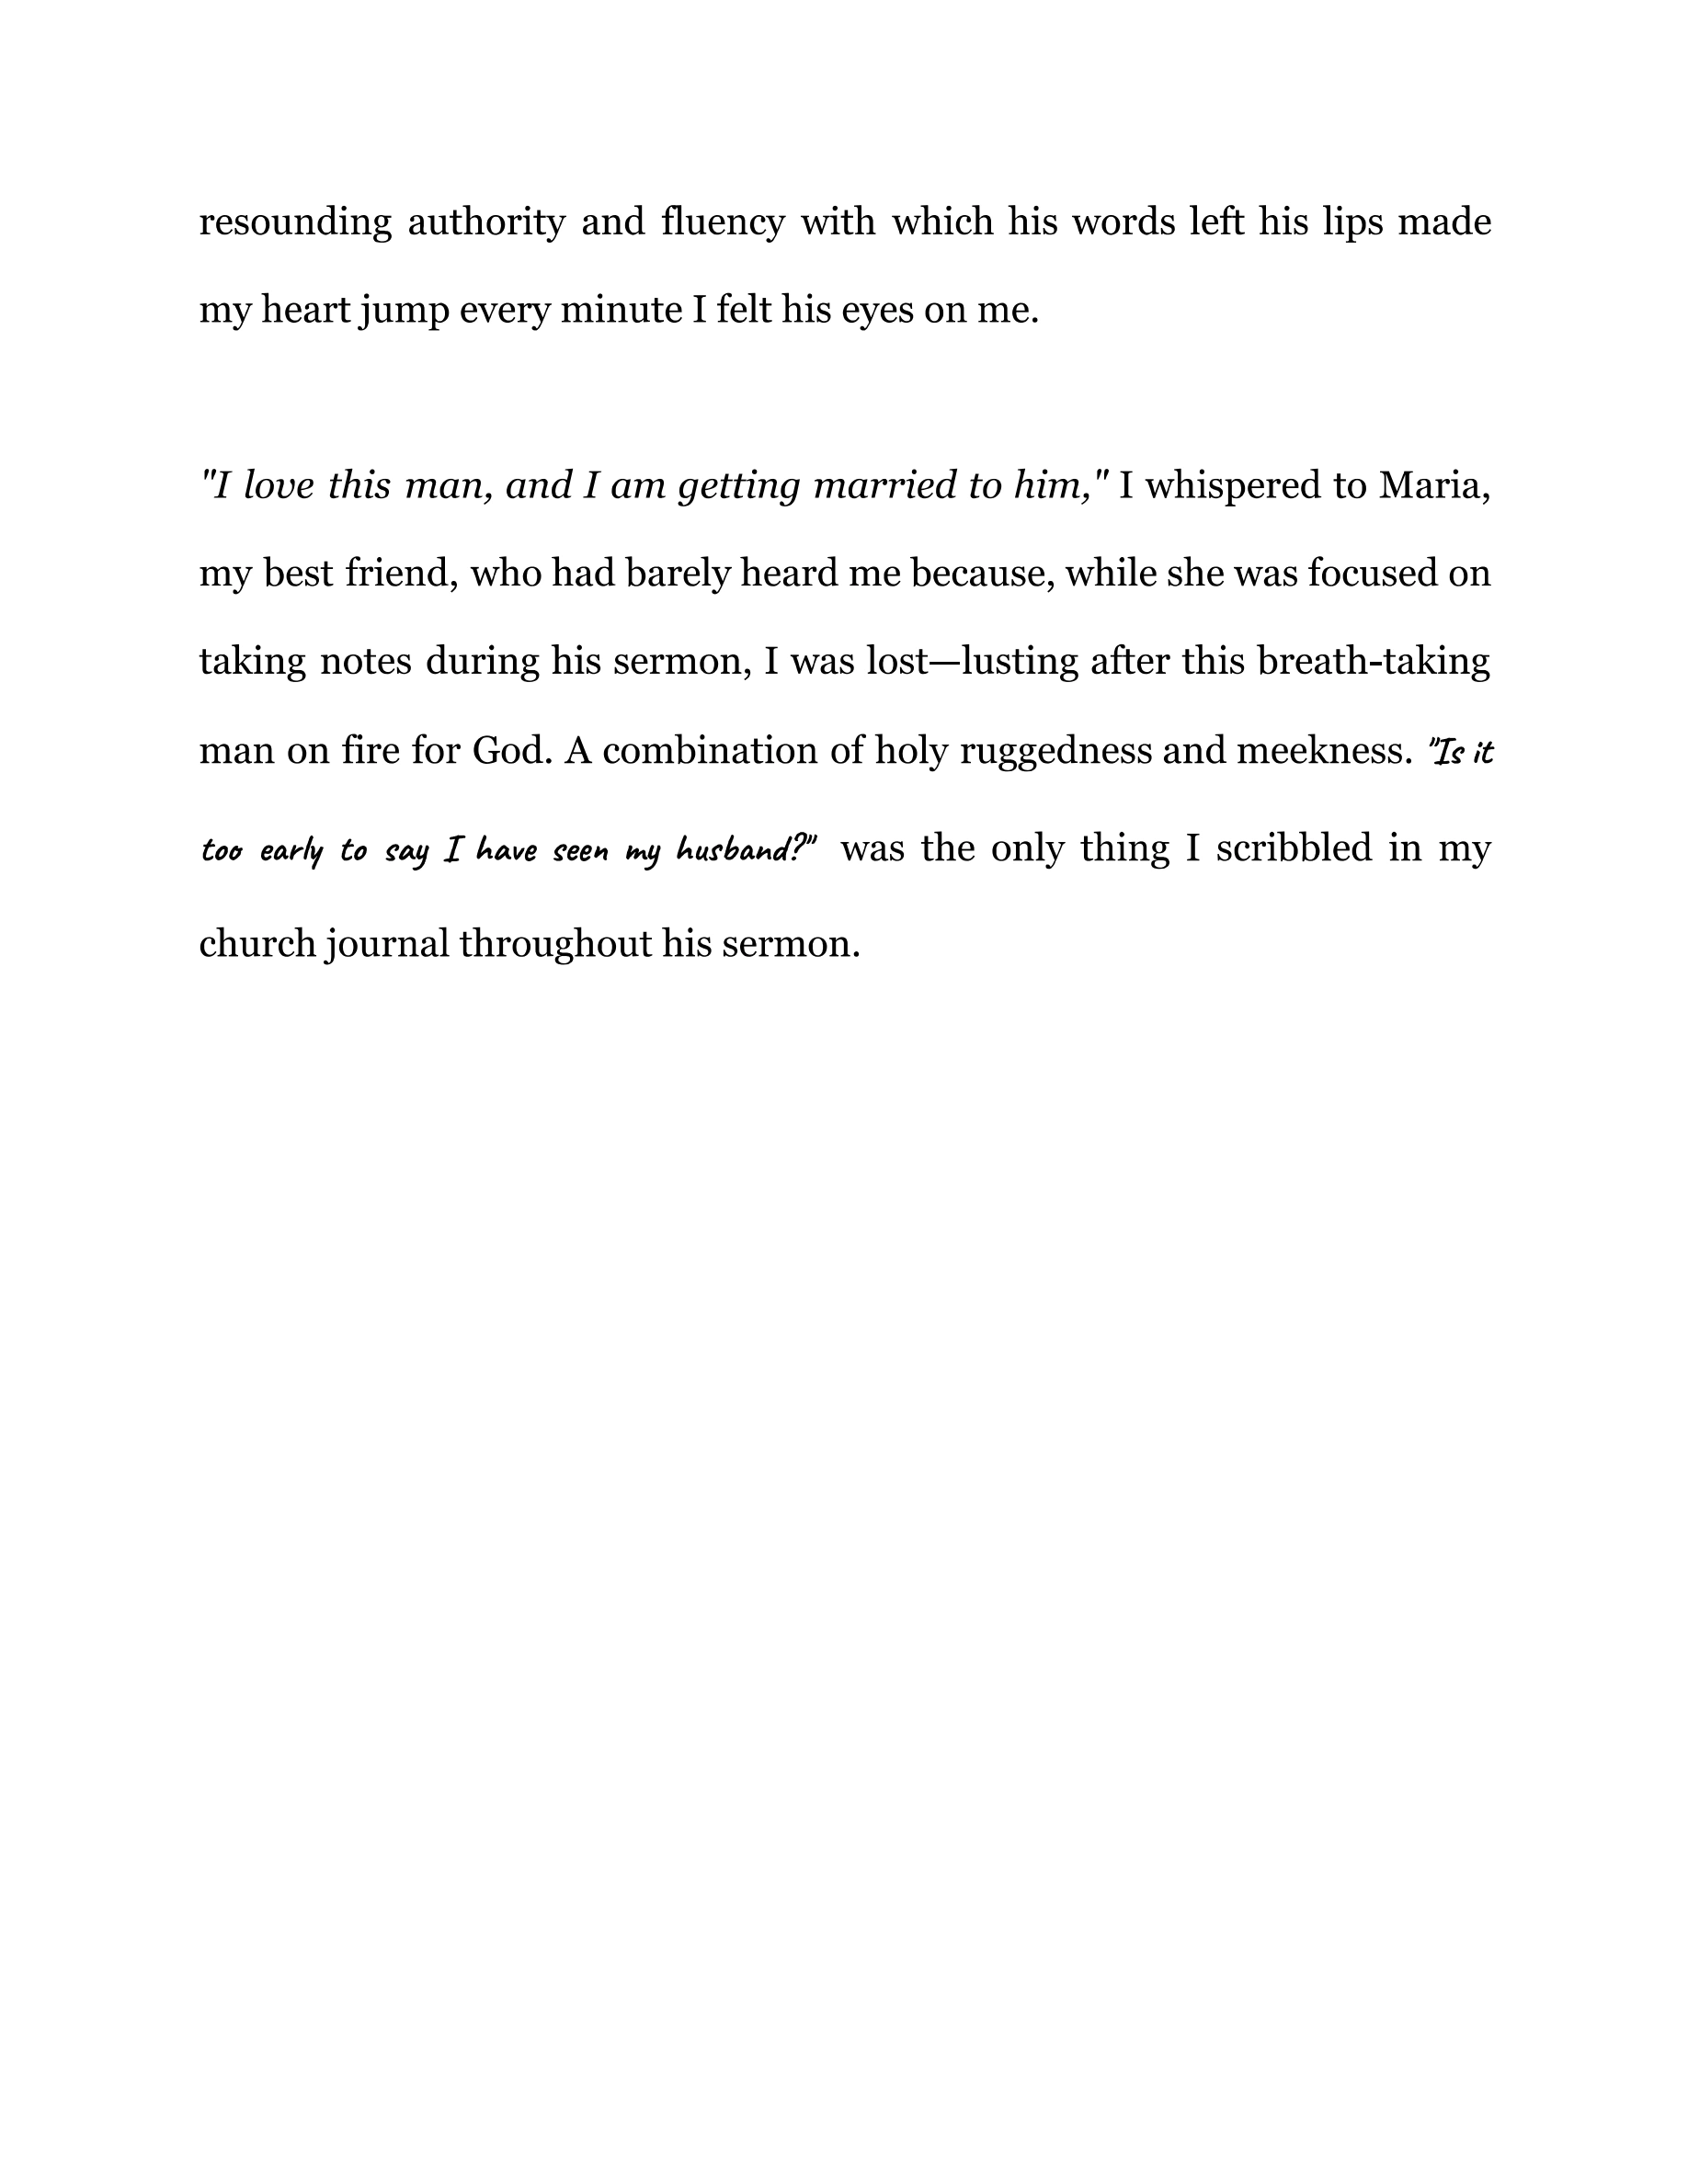 resounding authority and fluency with which his words left his lips made
my heart jump every minute I felt his eyes on me.
"I love this man, and I am getting married to him," I whispered to Maria,
my best friend, who had barely heard me because, while she was focused on
taking notes during his sermon, I was lost—lusting after this breath-taking
man on fire for God. A combination of holy ruggedness and meekness. "Is it
too early to say I have seen my husband?" was the only thing I scribbled in my
church journal throughout his sermon.